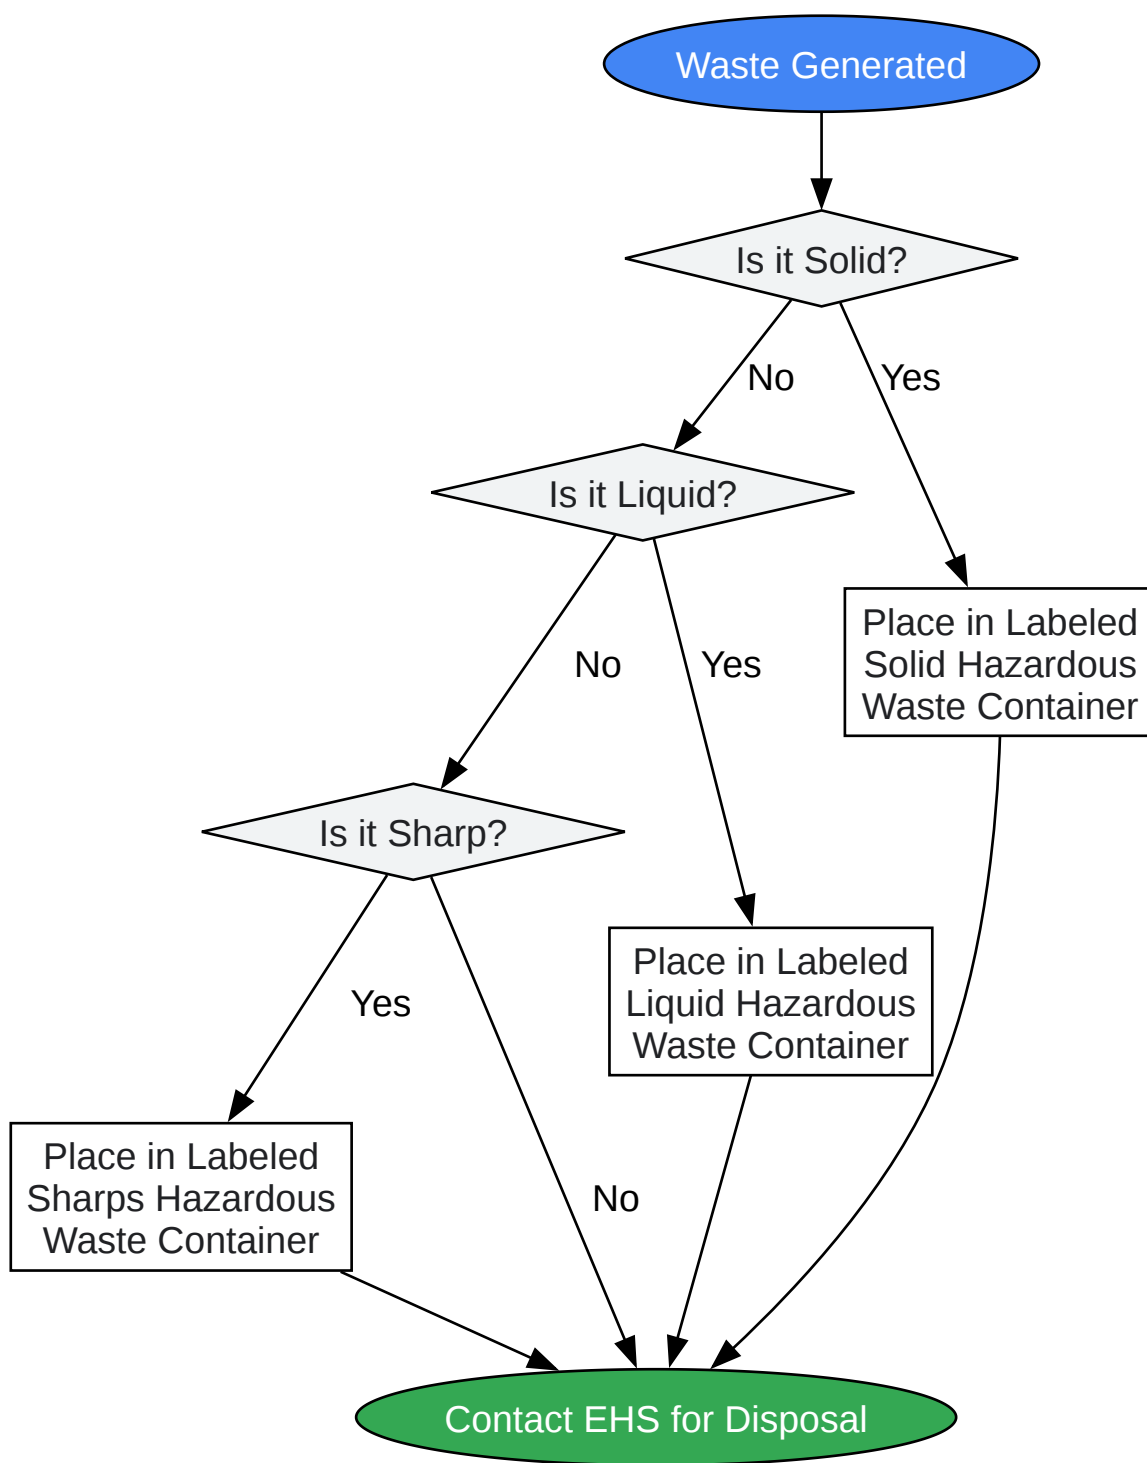 Waste Generated
Is it Solid?
No
Yes
Is it Liquid?
Place in Labeled
Solid Hazardous
Waste Container
No
Yes
Is it Sharp?
Place in Labeled
Liquid Hazardous
Waste Container
Yes
Place in Labeled
Sharps Hazardous
Waste Container
No
Contact EHS for Disposal